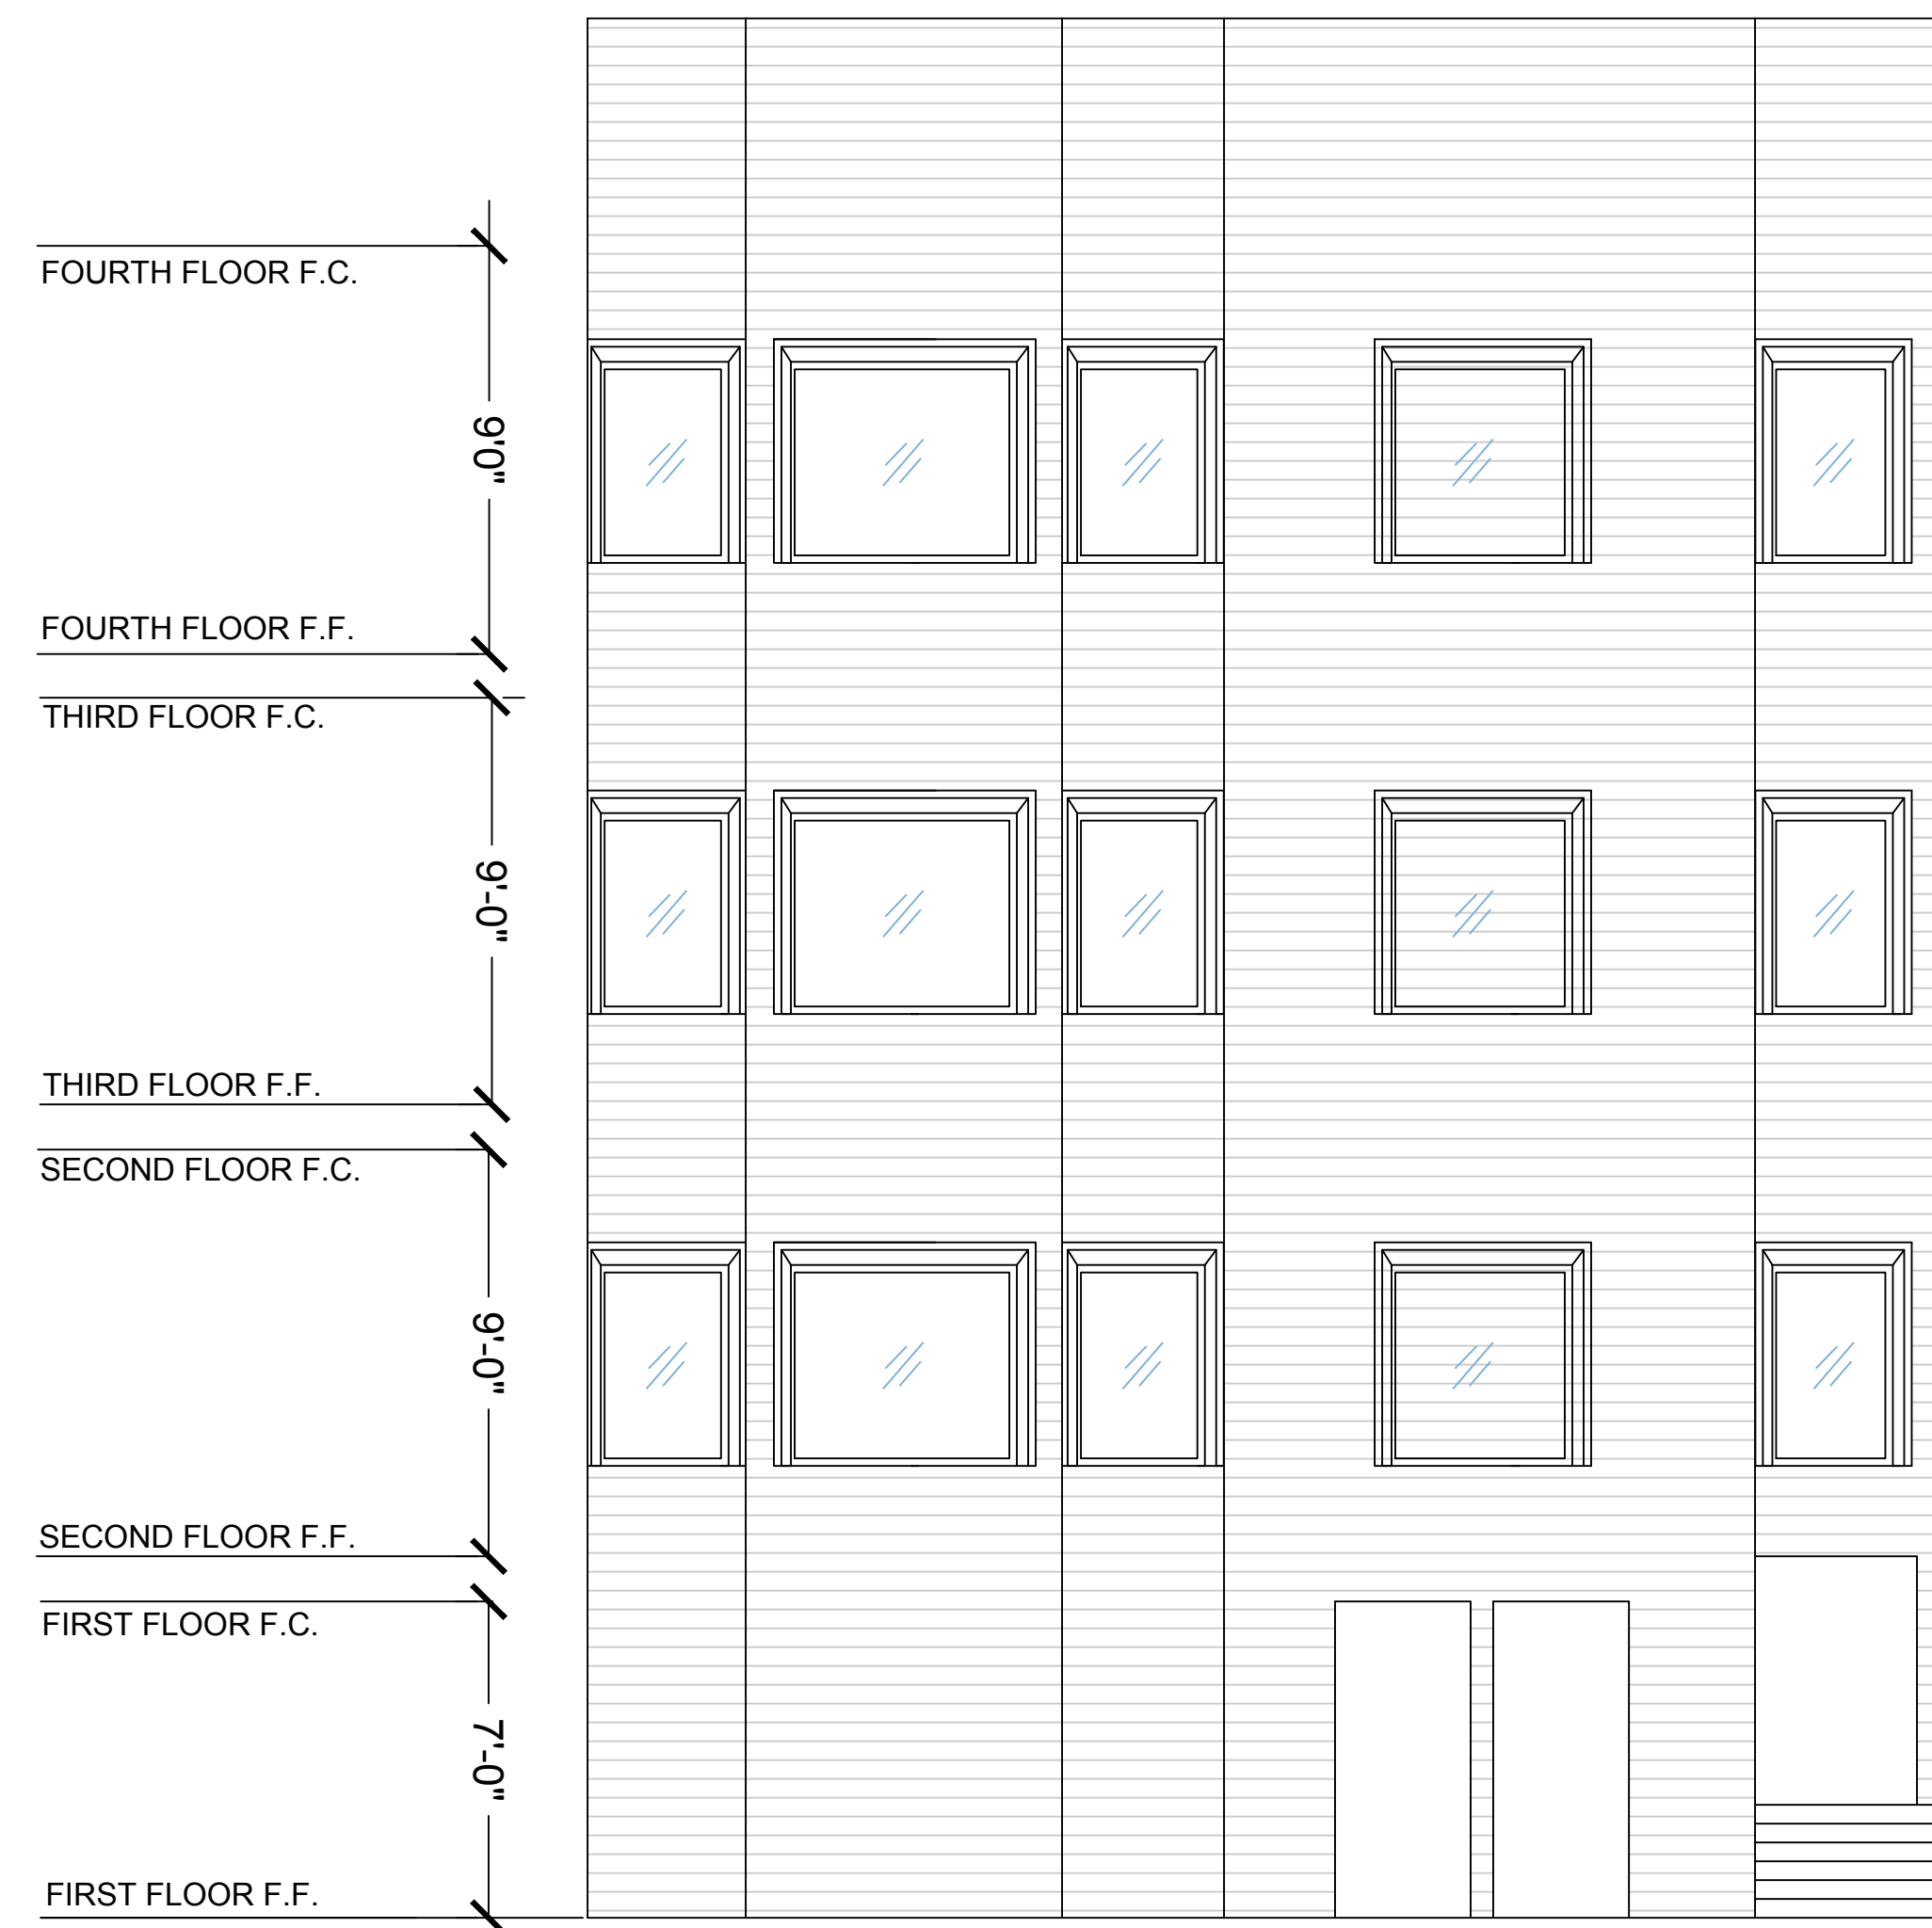 FOURTH FLOOR F.C.
9'0"
FOURTH FLOOR F.F.
THIRD FLOOR F.C.
9'-0"
THIRD FLOOR F.F.
SECOND FLOOR F.C.
9'-0"
SECOND FLOOR F.F.
FIRST FLOOR F.C.
7'-0"
FIRST FLOOR F.F.